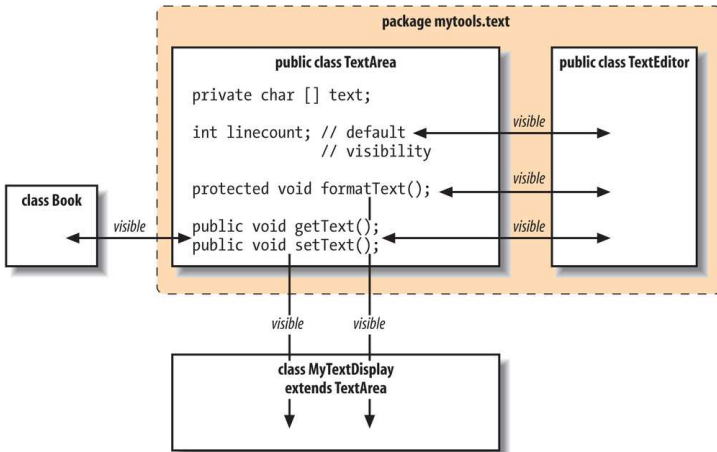 package mytools.text
public class TextArea
public class TextEditor
private char [] text;
int linecount; // default
// visibility
visible
protected void formatText();
visible
class Book
visible
public void getText();
public void setText();
visible
visible
visible
class MyTextDisplay
extends TextArea